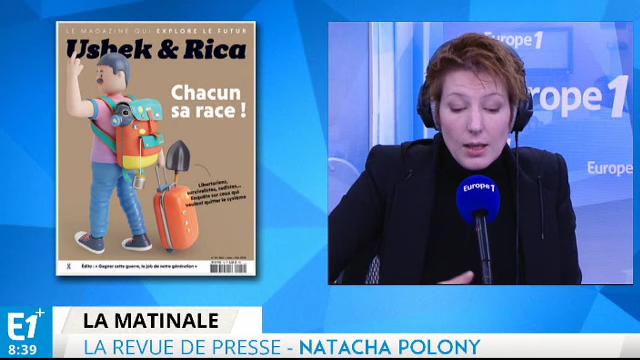 LE MAGAZINE QUI EXPLORE LE FUTUR
Usbek & Rica
Chacun
sa race !
Libertariens,
survivalistes, zadistes...
Enquête sur ceux qui
veulent quitter le système
Édito : « Gagner cette guerre, le job de notre génération »
Europe 1
Europe 1
Europe
Europe 1
E1+
8:39
LA MATINALE
LA REVUE DE PRESSE - NATACHA POLONY